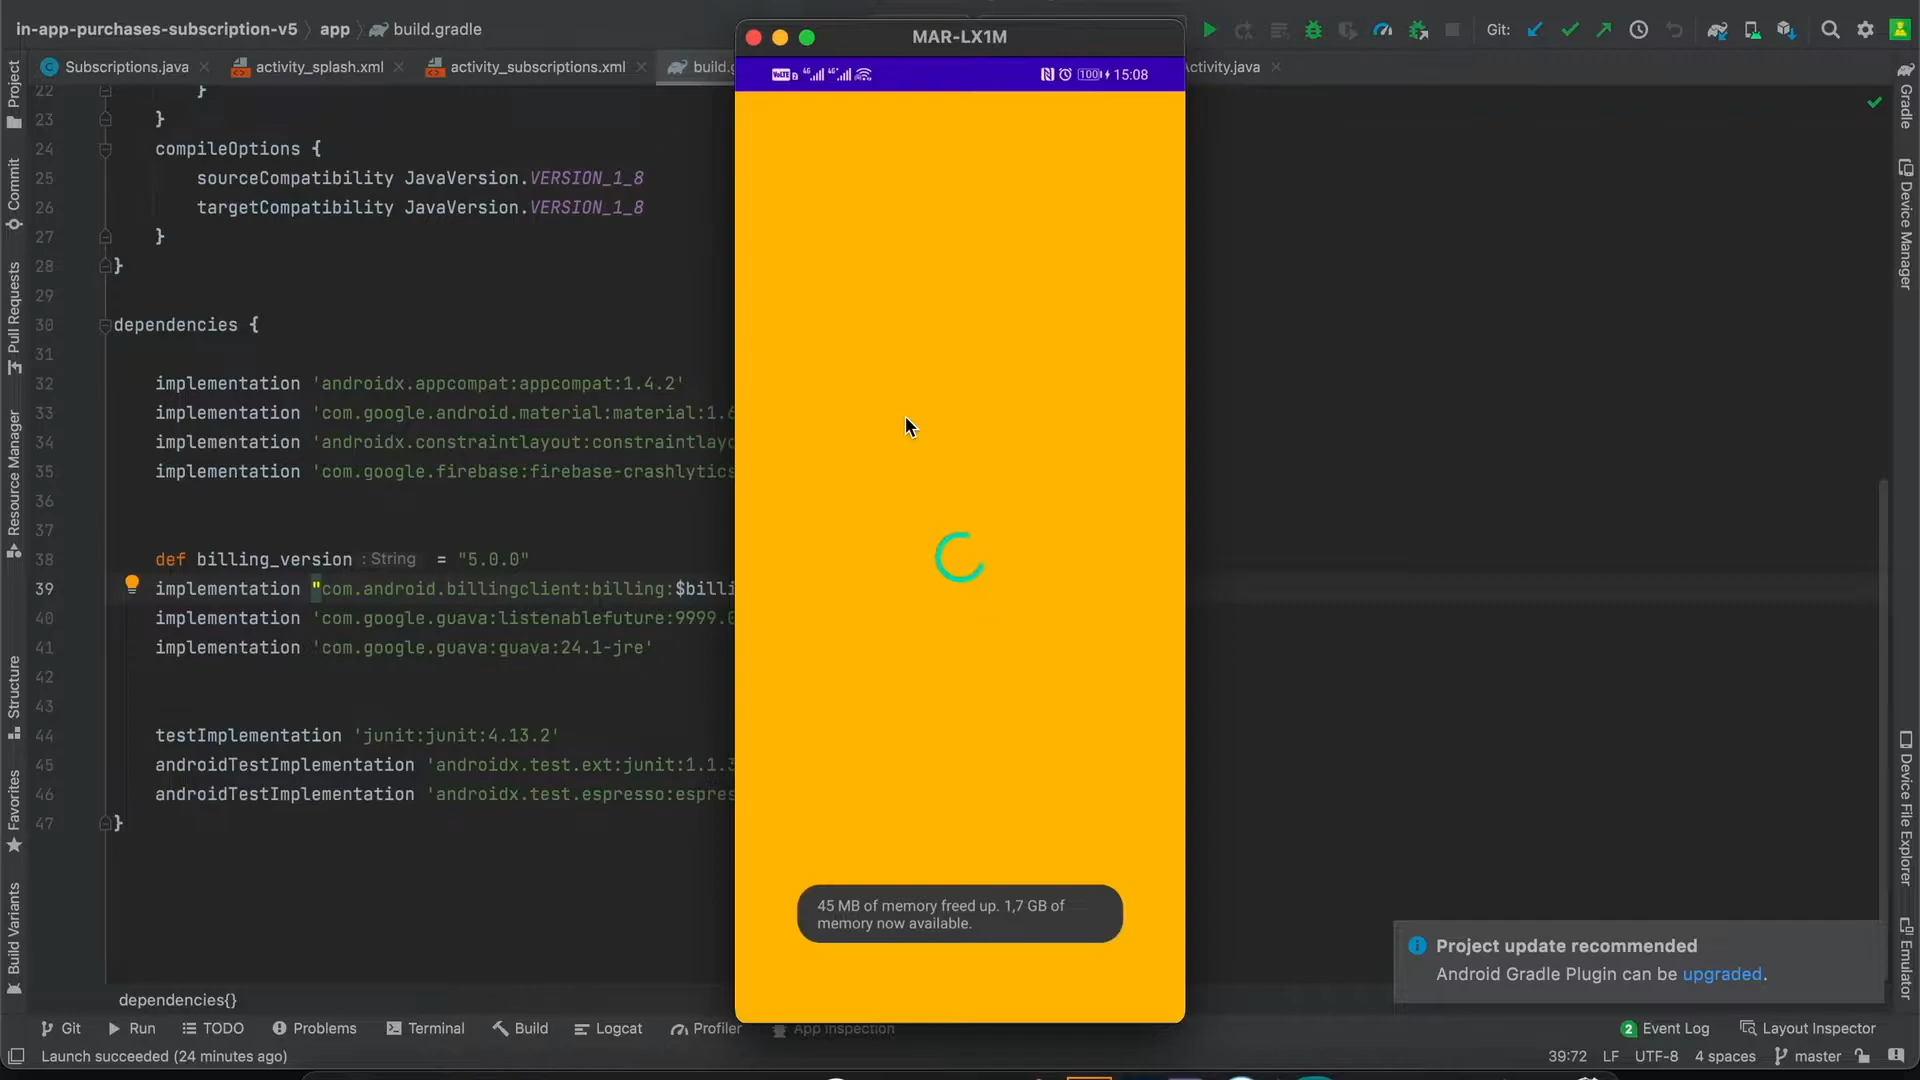 in-app-purchases-subscription-v5 app build.gradle
MAR-LX1M
Git:
Subscriptions.java activity_splash.xml activity_subscriptions.xml
Activity.java
VoLTE 100 15:08
22 }
23 }
24 compileOptions {
25 sourceCompatibility JavaVersion.VERSION_1_8
26 targetCompatibility JavaVersion.VERSION_1_8
27 }
28 }
29
30 dependencies {
31
32 implementation 'androidx.appcompat:appcompat:1.4.2'
33 implementation 'com.google.android.material:material:1.6
34 implementation 'androidx.constraintlayout:constraintlayo
35 implementation 'com.google.firebase:firebase-crashlytics
36
37
38 def billing_version : String = "5.0.0"
39 implementation "com.android.billingclient:billing:$billi
40 implementation 'com.google.guava:listenablefuture:9999.0
41 implementation 'com.google.guava:guava:24.1-jre'
42
43
44 testImplementation 'junit:junit:4.13.2'
45 androidTestImplementation 'androidx.test.ext:junit:1.1.3
46 androidTestImplementation 'androidx.test.espresso:espres
47 }
45 MB of memory freed up. 1,7 GB of
memory now available.
Project update recommended
Android Gradle Plugin can be upgraded.
dependencies{}
Git Run TODO Problems Terminal Build Logcat Profiler App Inspection
Event Log Layout Inspector
2
Launch succeeded (24 minutes ago)
39:72 LF UTF-8 4 spaces master
Project
Commit
Pull Requests
Resource Manager
Structure
Favorites
Build Variants
Gradle
Device Manager
Device File Explorer
Emulator